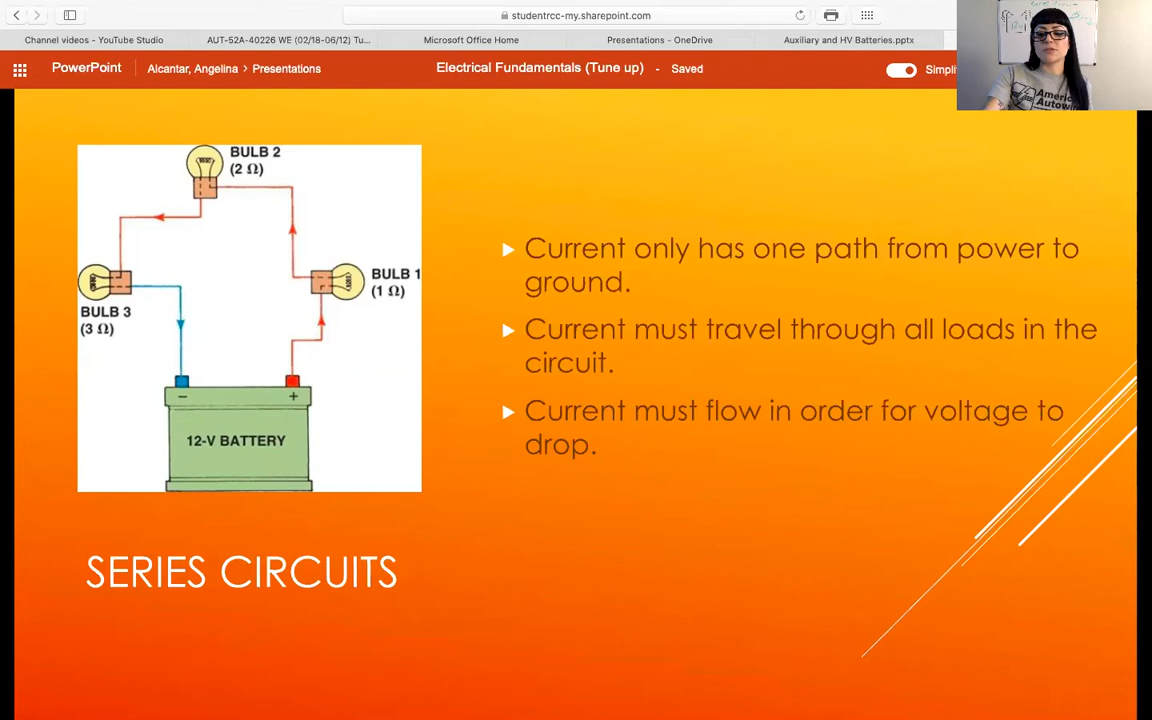 studentrcc-my.sharepoint.com
Channel videos - YouTube Studio
AUT-52A-40226 WE (02/18-06/12) Tu...
Microsoft Office Home
Presentations - OneDrive
Auxiliary and HV Batteries.pptx
PowerPoint
Alcantar, Angelina > Presentations
Electrical Fundamentals (Tune up) - Saved
Simpli
America
Autowo
BULB 2
(2 Ω)
BULB 1
(1 Ω)
BULB 3
(3 Ω)
− +
12-V BATTERY
Current only has one path from power to
ground.
Current must travel through all loads in the
circuit.
Current must flow in order for voltage to
drop.
SERIES CIRCUITS